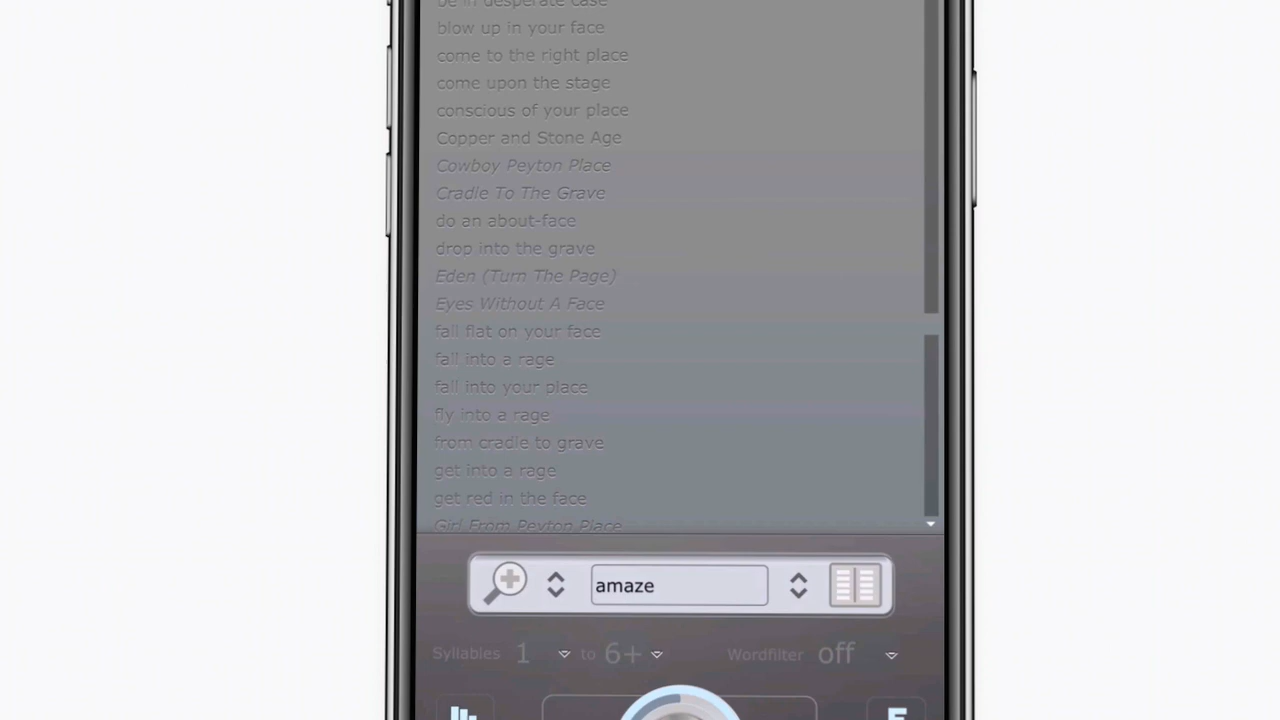 be in desperate case
blow up in your face
come to the right place
come upon the stage
conscious of your place
Copper and Stone Age
Cowboy Peyton Place
Cradle To The Grave
do an about-face
drop into the grave
Eden (Turn The Page)
Eyes Without A Face
fall flat on your face
fall into a rage
fall into your place
fly into a rage
from cradle to grave
get into a rage
get red in the face
Girl From Peyton Place
amaze
Syllables 1 to 6+ Wordfilter off